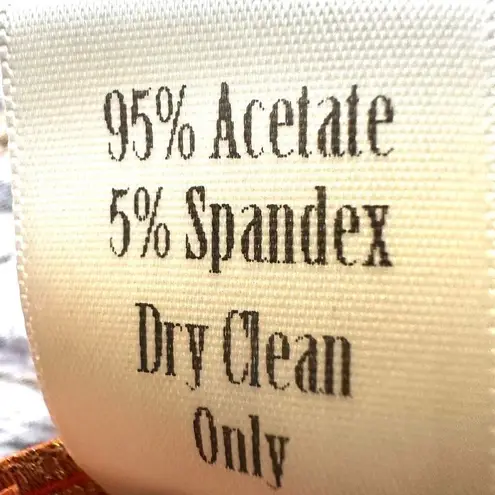 95% Acetate
5% Spandex
Dry Clean
Only